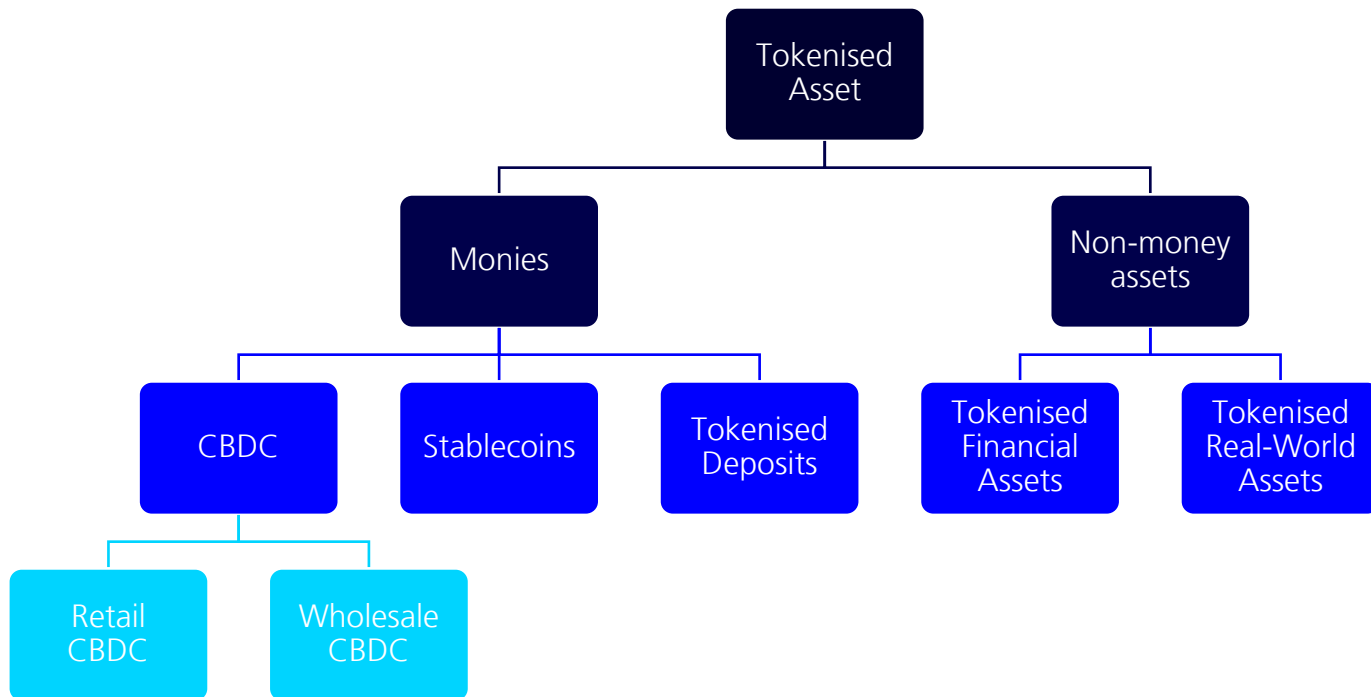 Tokenised
Asset
Monies
Non-money
assets
CBDC
Stablecoins
Tokenised
Deposits
Tokenised
Financial
Assets
Tokenised
Real-World
Assets
Retail
CBDC
Wholesale
CBDC